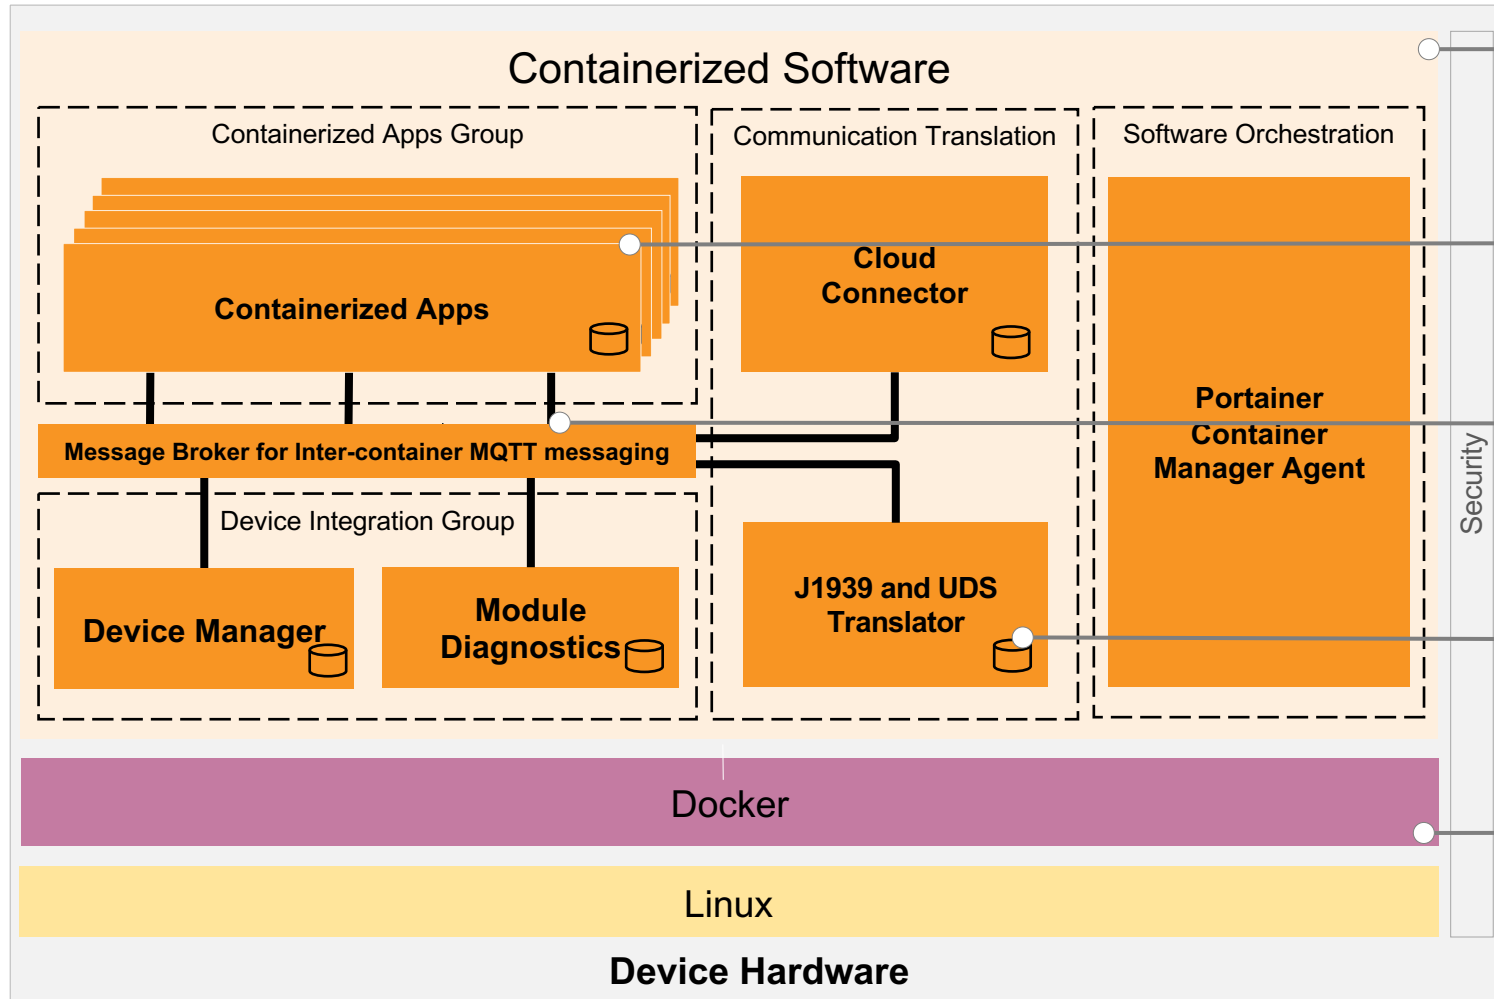 Containerized Software
Containerized Apps Group
Communication Translation
Software Orchestration
Containerized Apps
Cloud
Connector
Portainer
Container
Manager Agent
Message Broker for Inter-container MQTT messaging
Device Integration Group
Device Manager
Module
Diagnostics
J1939 and UDS
Translator
Security
Docker
Linux
Device Hardware